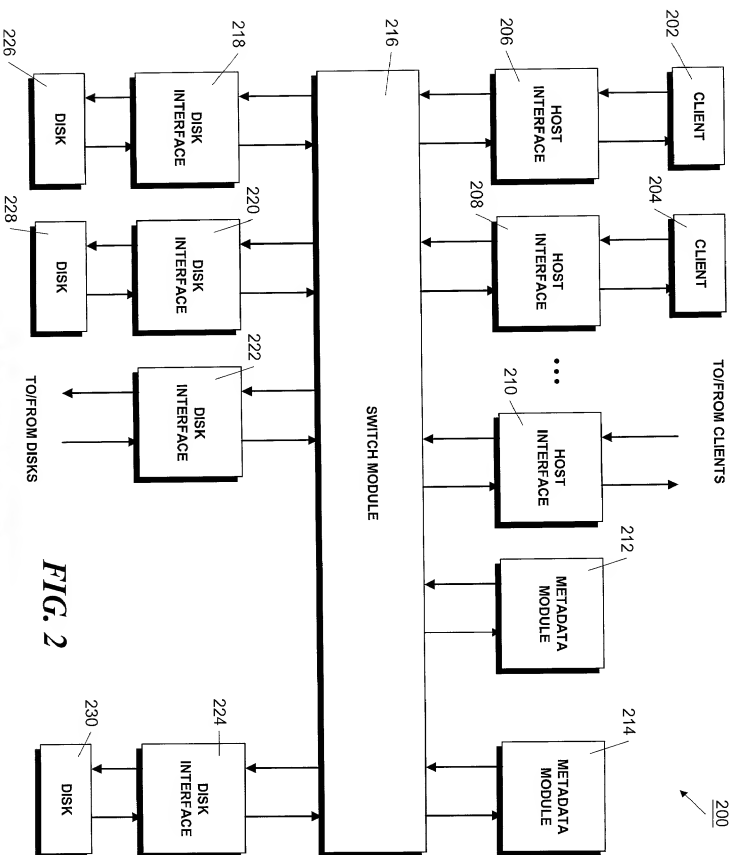 200
202
204
TO/FROM CLIENTS
CLIENT
CLIENT
206
208
210
212
214
HOST
INTERFACE
HOST
INTERFACE
...
HOST
INTERFACE
METADATA
MODULE
METADATA
MODULE
216
SWITCH MODULE
218
220
222
224
DISK
INTERFACE
DISK
INTERFACE
DISK
INTERFACE
DISK
INTERFACE
226
228
230
DISK
DISK
TO/FROM DISKS
DISK
FIG. 2